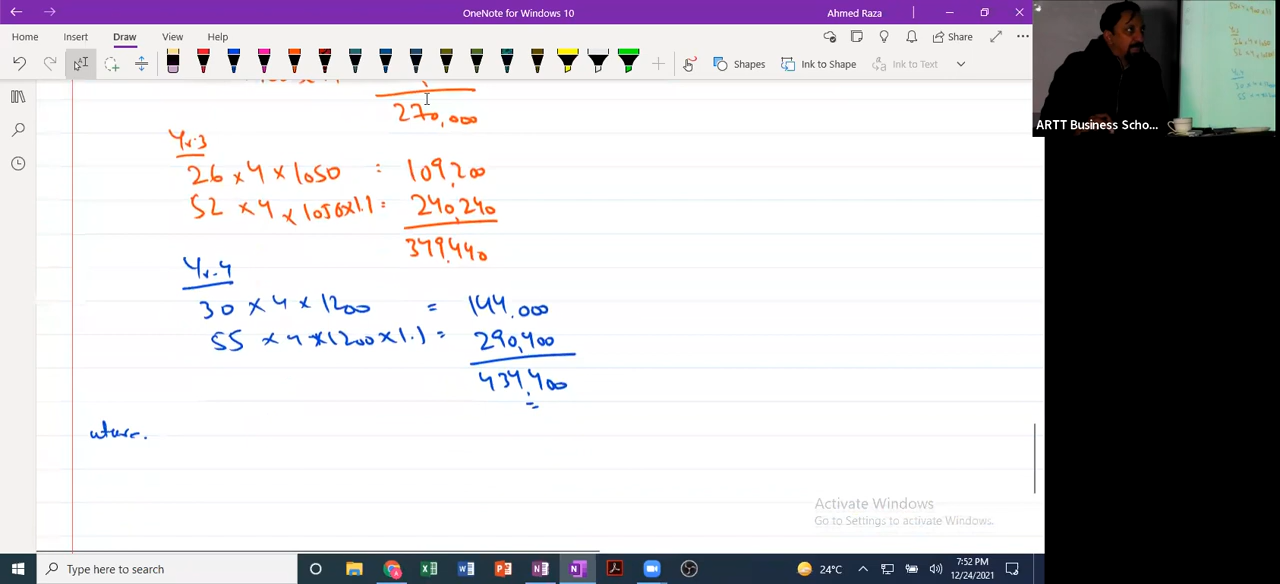 OneNote for Windows 10
Ahmed Raza
Home Insert Draw View Help
Share
Shapes
Ink to Shape
Ink to Text
270,000
Yr.3
26 x 4 x 1050 = 109,200
52 x 4 x 1050x1.1 = 240,240
349,440
Yr.4
30 x 4 x 1200 = 144,000
55 x 4 x 1200 x 1.1 = 290,400
434,400
ARTT Business Scho...
Activate Windows
Go to Settings to activate Windows.
Type here to search
24°C
7:52 PM
12/24/2021